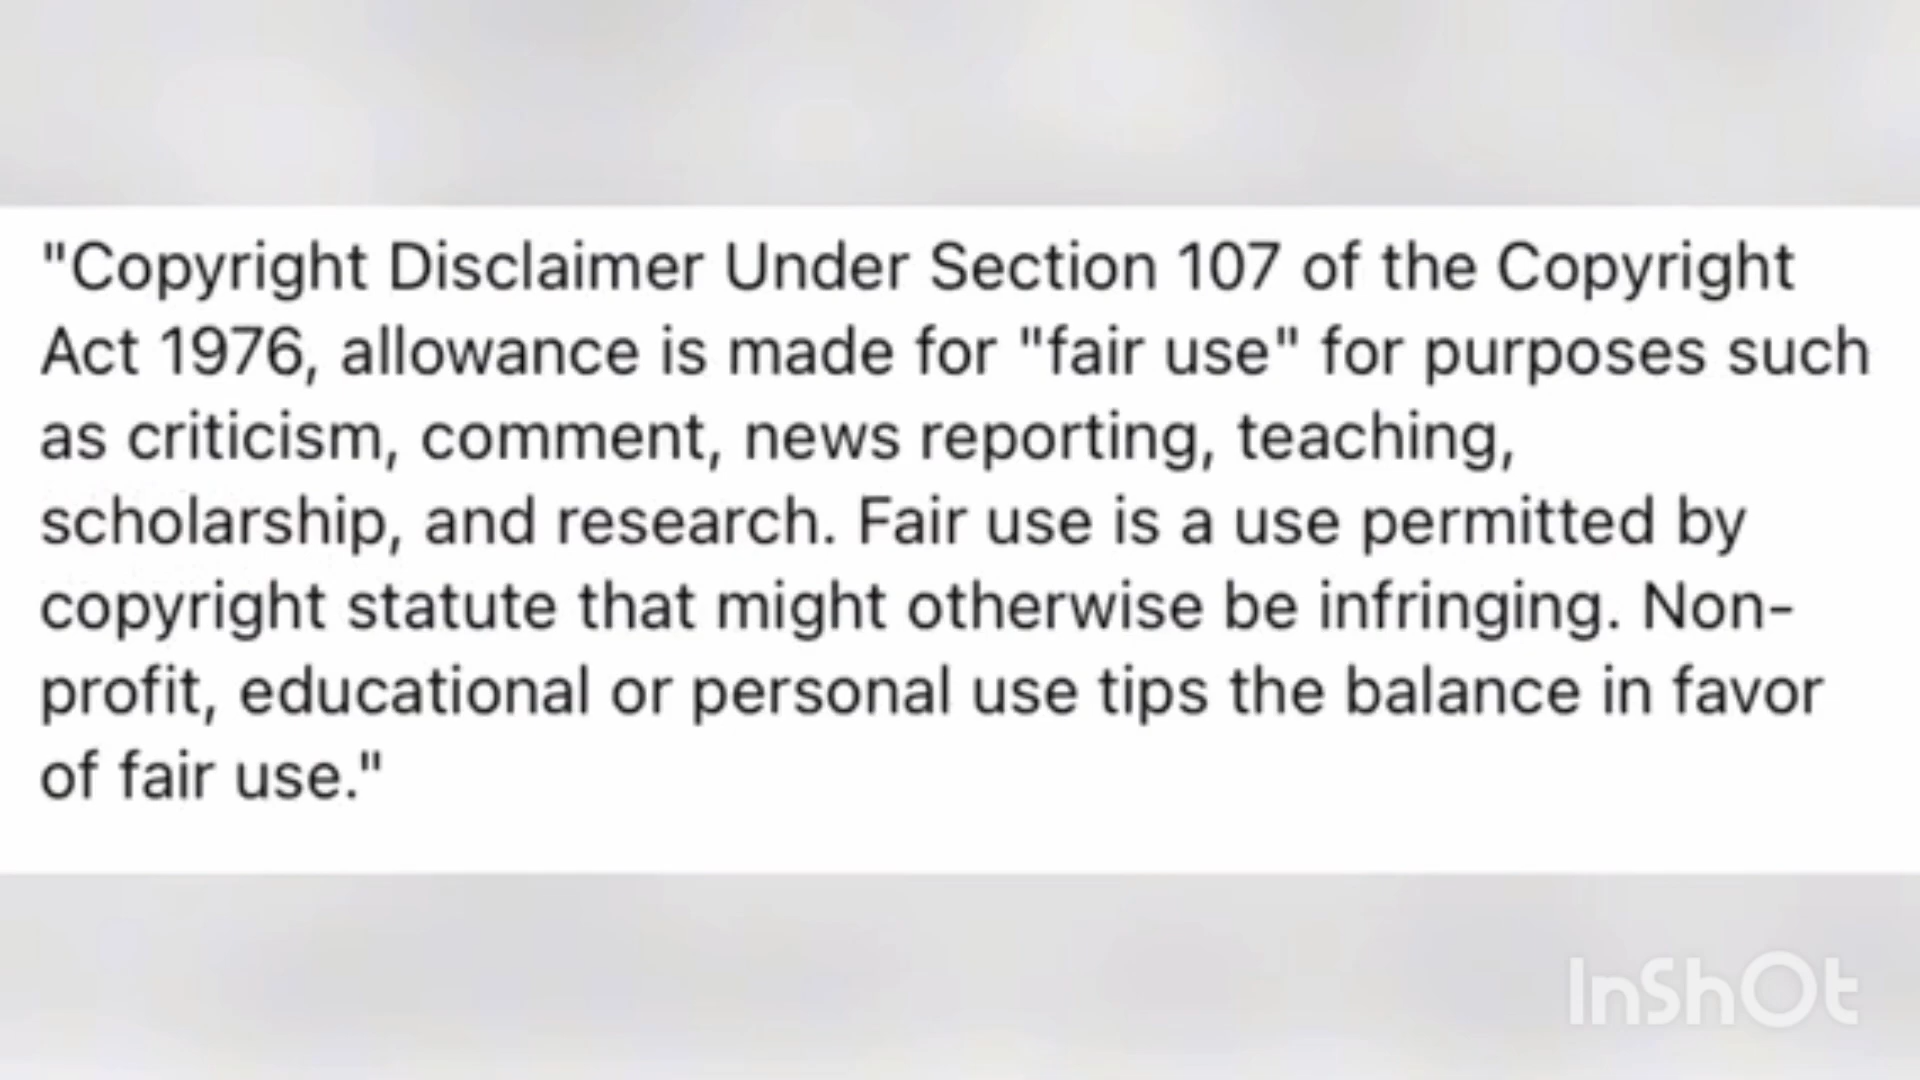 "Copyright Disclaimer Under Section 107 of the Copyright
Act 1976, allowance is made for "fair use" for purposes such
as criticism, comment, news reporting, teaching,
scholarship, and research. Fair use is a use permitted by
copyright statute that might otherwise be infringing. Non-
profit, educational or personal use tips the balance in favor
of fair use."
InShOt